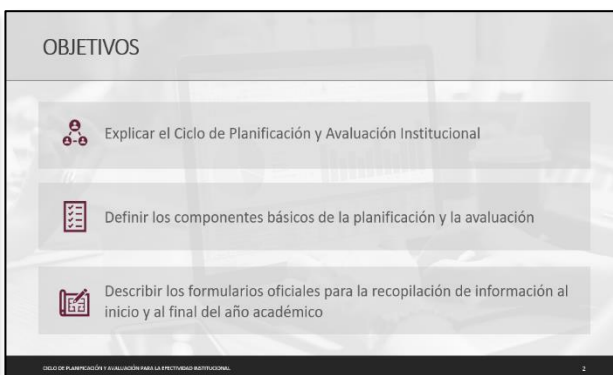 OBJETIVOS
Explicar el Ciclo de Planificación y Avaluación Institucional
Definir los componentes básicos de la planificación y la avaluación
Describir los formularios oficiales para la recopilación de información al
inicio y al final del año académico
CICLO DE PLANIFICACIÓN Y AVALUACIÓN PARA LA EFECTIVIDAD INSTITUCIONAL
2